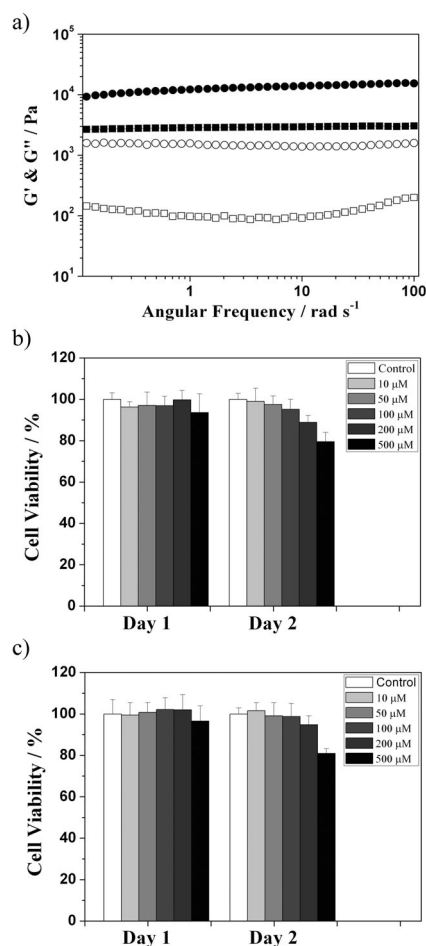 a)
10⁵
10⁴
10³
10²
10¹
G' & G'' / Pa
1 10 100
Angular Frequency / rad s⁻¹
b)
120
100
80
60
40
20
0
Cell Viability / %
Control
10 μM
50 μM
100 μM
200 μM
500 μM
Day 1 Day 2
c)
120
100
80
60
40
20
0
Cell Viability / %
Control
10 μM
50 μM
100 μM
200 μM
500 μM
Day 1 Day 2